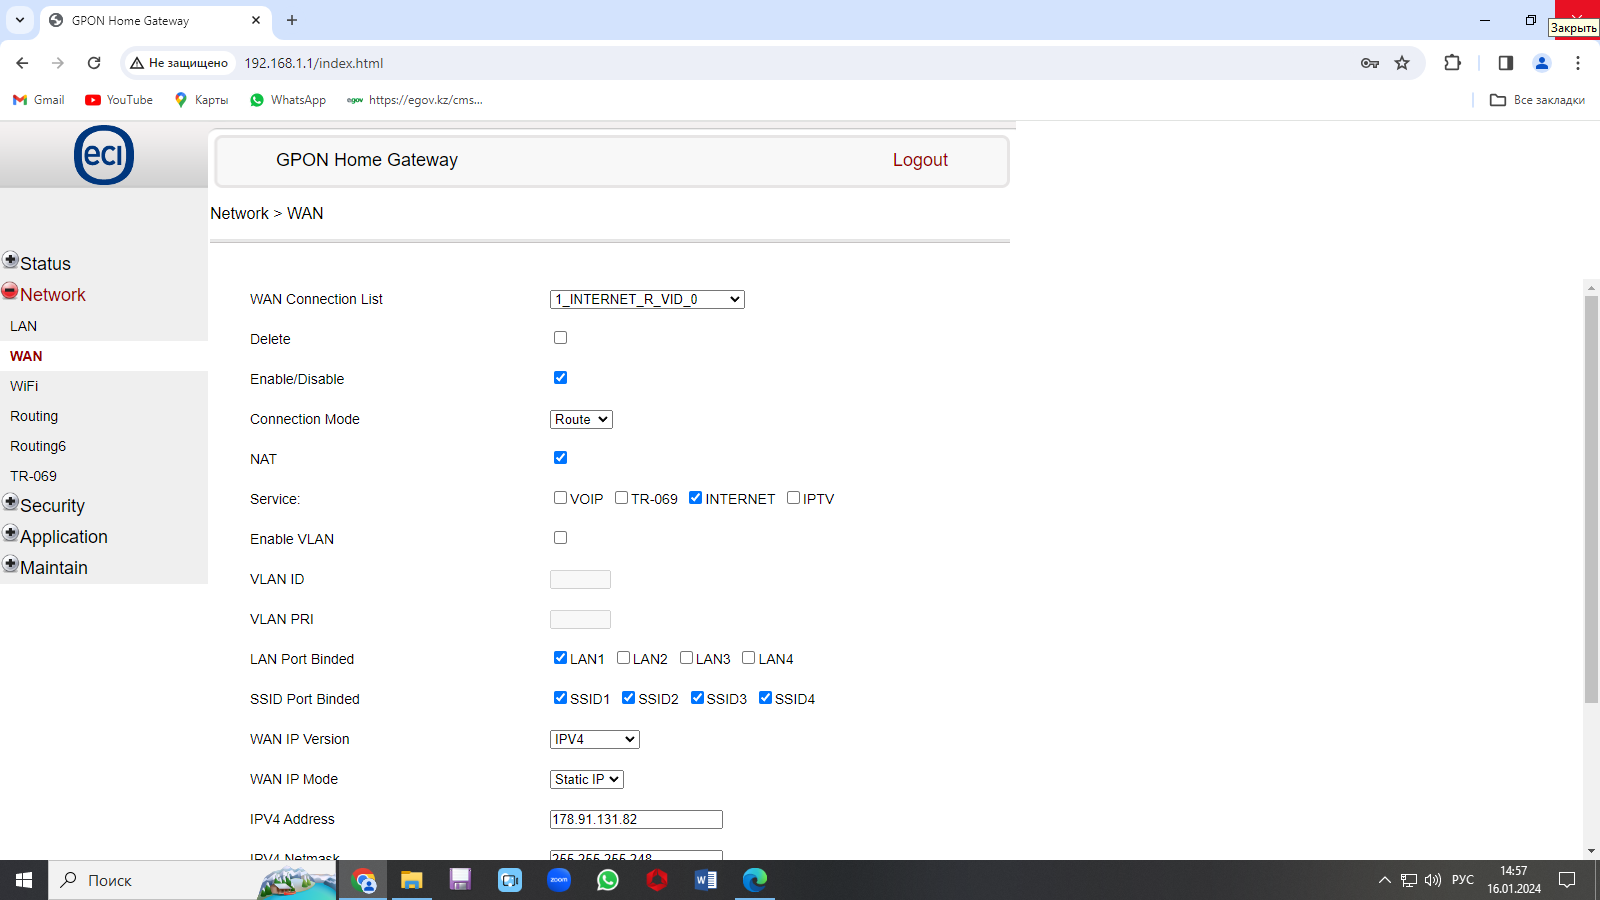 GPON Home Gateway
Закрыть
Не защищено
192.168.1.1/index.html
Gmail
YouTube
Карты
WhatsApp
egov
https://egov.kz/cms...
Все закладки
eci
GPON Home Gateway
Logout
Network > WAN
Status
Network
LAN
WAN
WiFi
Routing
Routing6
TR-069
Security
Application
Maintain
WAN Connection List 1_INTERNET_R_VID_0
Delete
Enable/Disable
Connection Mode Route
NAT
Service: VOIP TR-069 INTERNET IPTV
Enable VLAN
VLAN ID
VLAN PRI
LAN Port Binded LAN1 LAN2 LAN3 LAN4
SSID Port Binded SSID1 SSID2 SSID3 SSID4
WAN IP Version IPV4
WAN IP Mode Static IP
IPV4 Address 178.91.131.82
IPV4 Netmask 255.255.255.248
Поиск
zoom
РУС
14:57
16.01.2024